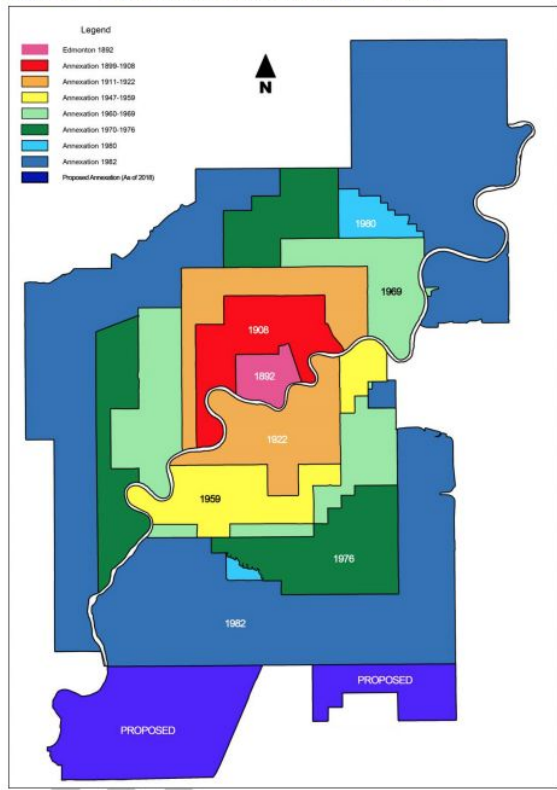 Legend
Edmonton 1892
Annexation 1899-1908
Annexation 1911-1922
Annexation 1947-1959
Annexation 1960-1969
Annexation 1970-1976
Annexation 1980
Annexation 1982
Proposed Annexation (As of 2018)
N
1980
1969
1908
1892
1922
1959
1976
1982
PROPOSED
PROPOSED